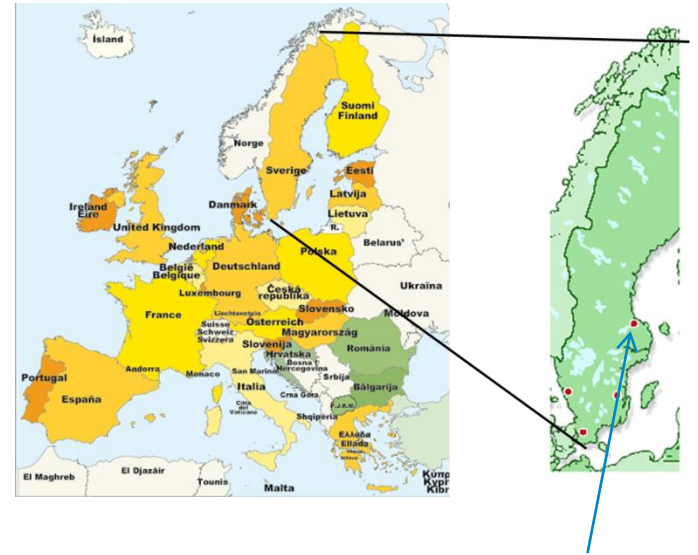 Ísland
Suomi
Finland
Norge
Sverige
Eesti
Latvija
Lietuva
R.
Danmark
Ireland
Éire
United Kingdom
Nederland
België
Belgique
Deutschland
Polska
Belarus'
Luxembourg
Česká
republika
Ukraïna
Slovensko
Moldova
France
Liechtenstein
Suisse
Schweiz
Svizzera
Österreich
Magyarország
Slovenija
Hrvatska
România
Bosna
Hercegovina
Andorra
Monaco
San Marino
Srbija
Portugal
España
Italia
Città
del
Vaticano
Crna Gora
Bălgarija
F.J.R.M.
Shqipëria
Ελλάδα
Ellada
El Maghreb
El Djazàir
Tounis
Malta